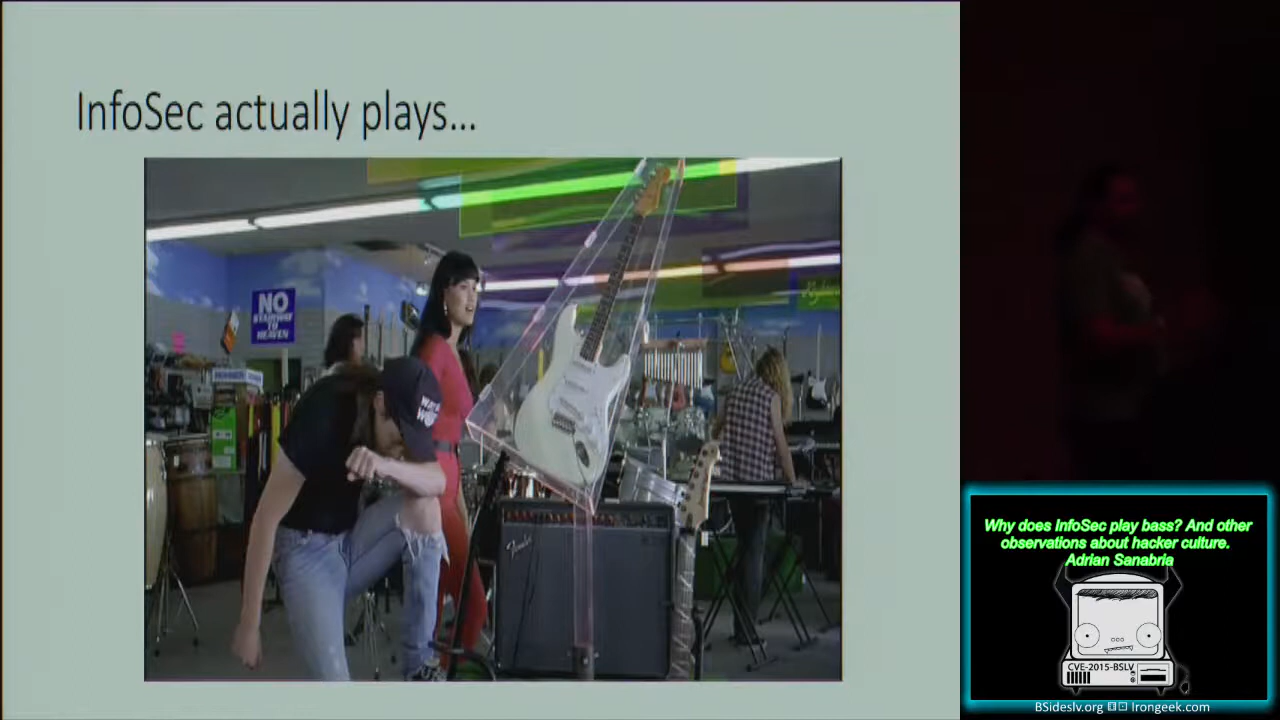 InfoSec actually plays...
NO
STAIRWAY
TO
HEAVEN
Fender
Why does InfoSec play bass? And other
observations about hacker culture.
Adrian Sanabria
CVE-2015-BSLV
BSideslv.org
Irongeek.com